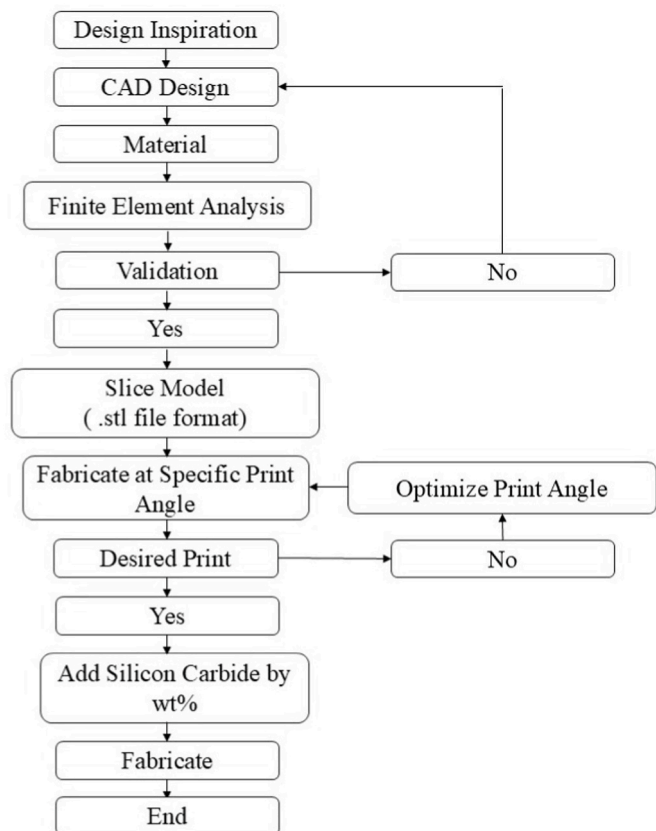 Design Inspiration
CAD Design
Material
Finite Element Analysis
Validation
No
Yes
Slice Model
( .stl file format)
Fabricate at Specific Print
Angle
Optimize Print Angle
Desired Print
No
Yes
Add Silicon Carbide by
wt%
Fabricate
End